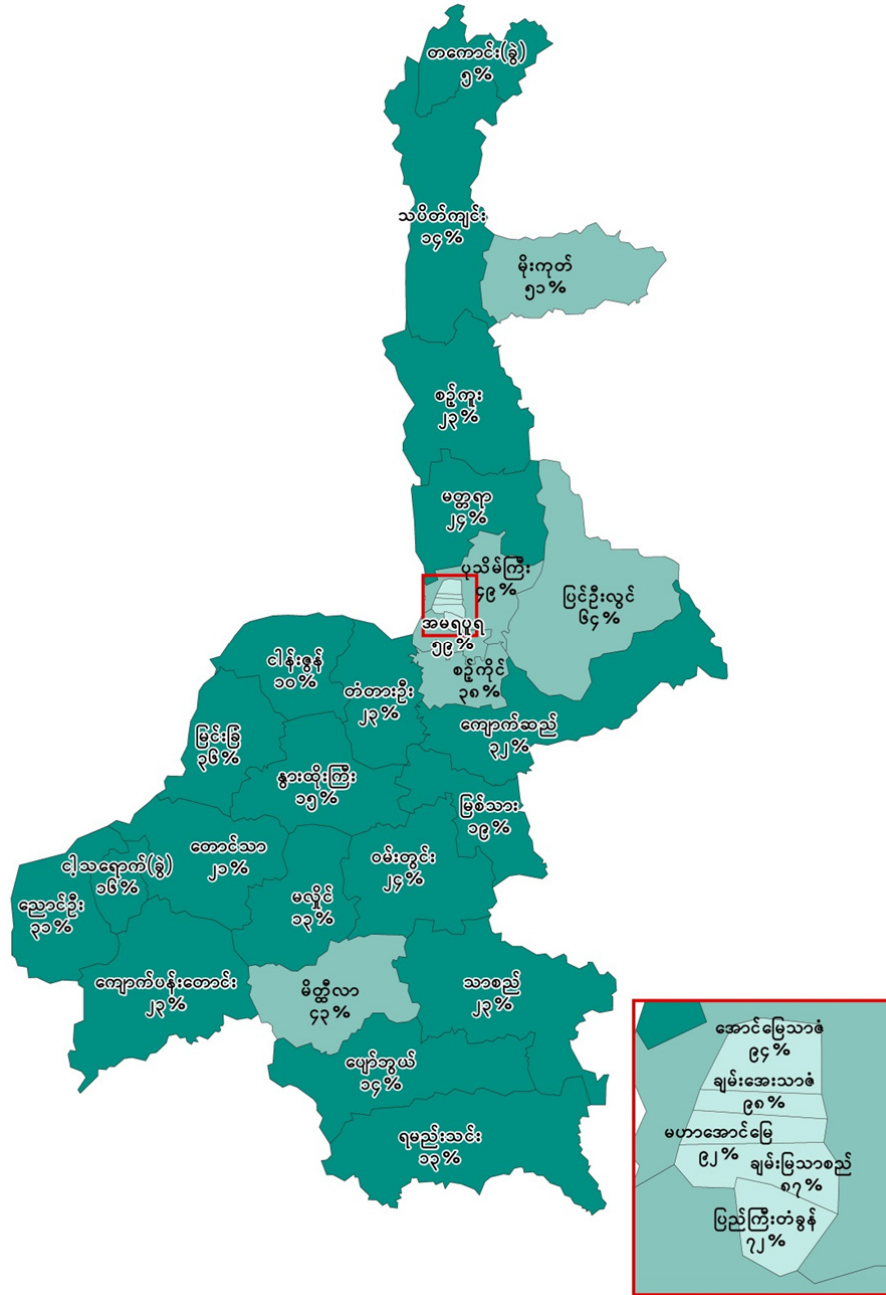 တကောင်း(ခွဲ)
၅%
သပိတ်ကျင်း
၁၄%
မိုးကုတ်
၅၁%
စဉ့်ကူး
၂၃%
မတ္တရာ
၂၄%
ပုသိမ်ကြီး
၄၉%
ပြင်ဦးလွင်
၆၄%
အမရပူရ
၅၉%
ငါန်းဇွန်
၁၀%
တံတားဦး
၂၃%
စဉ့်ကိုင်
၃၈%
ကျောက်ဆည်
၃၂%
မြင်းခြံ
၃၆%
နွားထိုးကြီး
၁၅%
မြစ်သား
၁၉%
တောင်သာ
၂၁%
ဝမ်းတွင်း
၂၄%
ငါ့သရောက်(ခွဲ)
၁၆%
ညောင်ဦး
၃၁%
မလှိုင်
၁၃%
ကျောက်ပန်းတောင်း
၂၃%
မိတ္ထီလာ
၄၃%
သာစည်
၂၃%
ပျော်ဘွယ်
၁၄%
ရမည်းသင်း
၁၃%
အောင်မြေသာဇံ
၉၄%
ချမ်းအေးသာဇံ
၉၈%
မဟာအောင်မြေ
၉၂%
ချမ်းမြသာစည်
၈၇%
ပြည်ကြီးတံခွန်
၇၂%